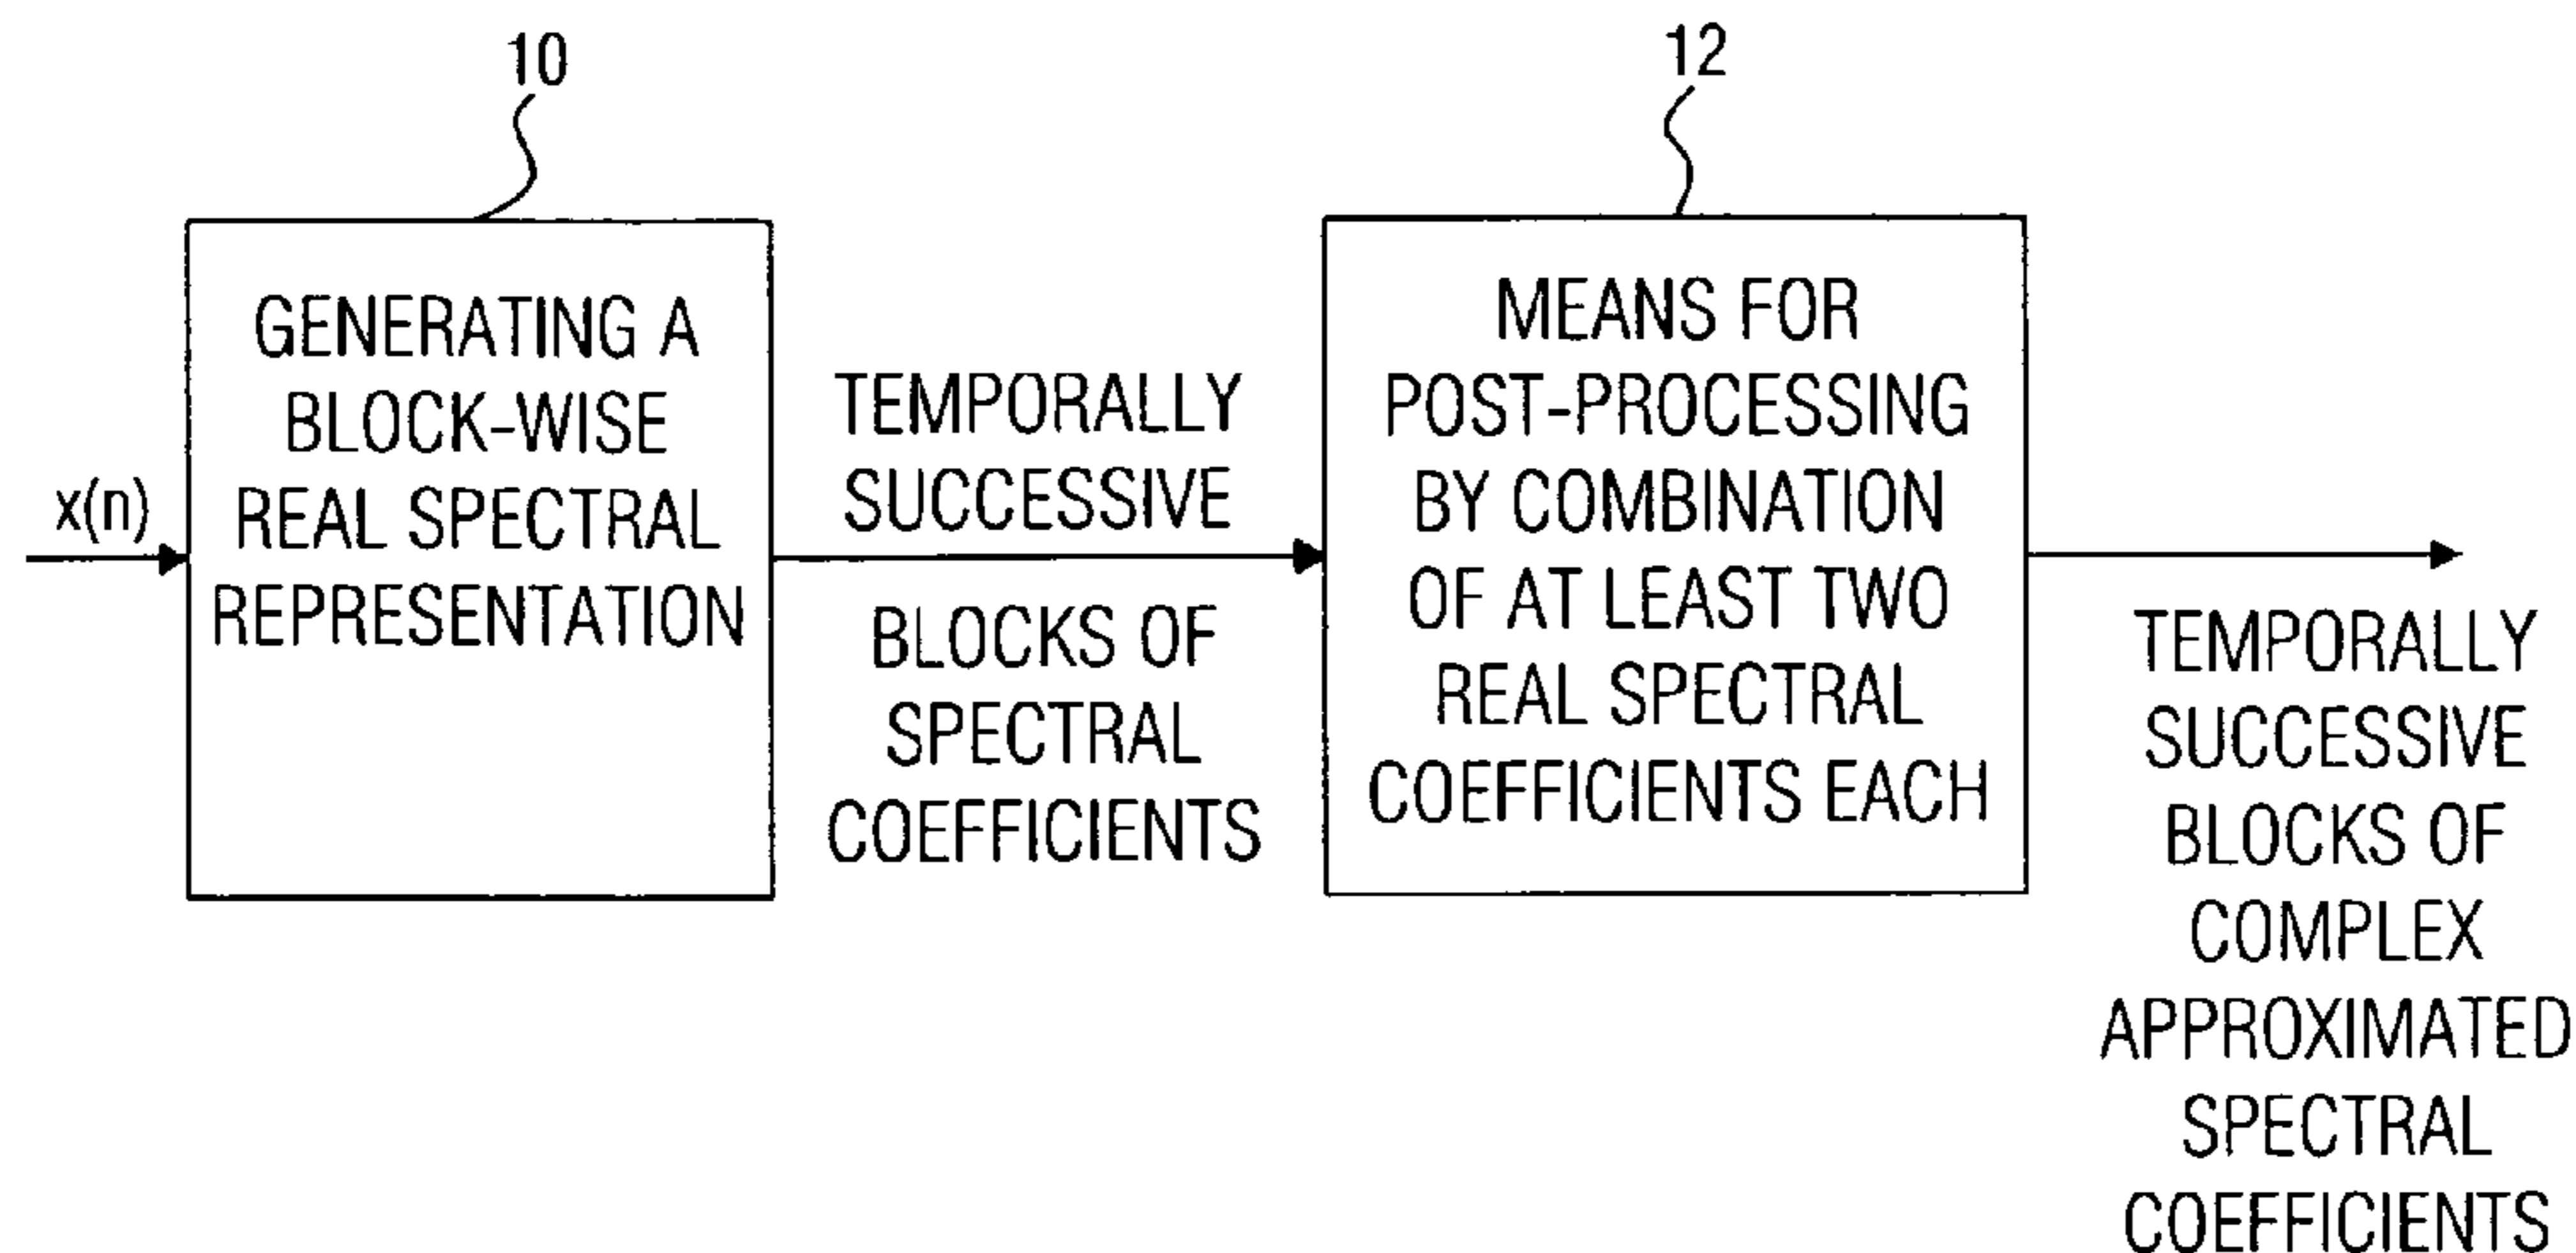 10
12
x(n)
GENERATING A
BLOCK-WISE
REAL SPECTRAL
REPRESENTATION
TEMPORALLY
SUCCESSIVE
BLOCKS OF
SPECTRAL
COEFFICIENTS
MEANS FOR
POST-PROCESSING
BY COMBINATION
OF AT LEAST TWO
REAL SPECTRAL
COEFFICIENTS EACH
TEMPORALLY
SUCCESSIVE
BLOCKS OF
COMPLEX
APPROXIMATED
SPECTRAL
COEFFICIENTS